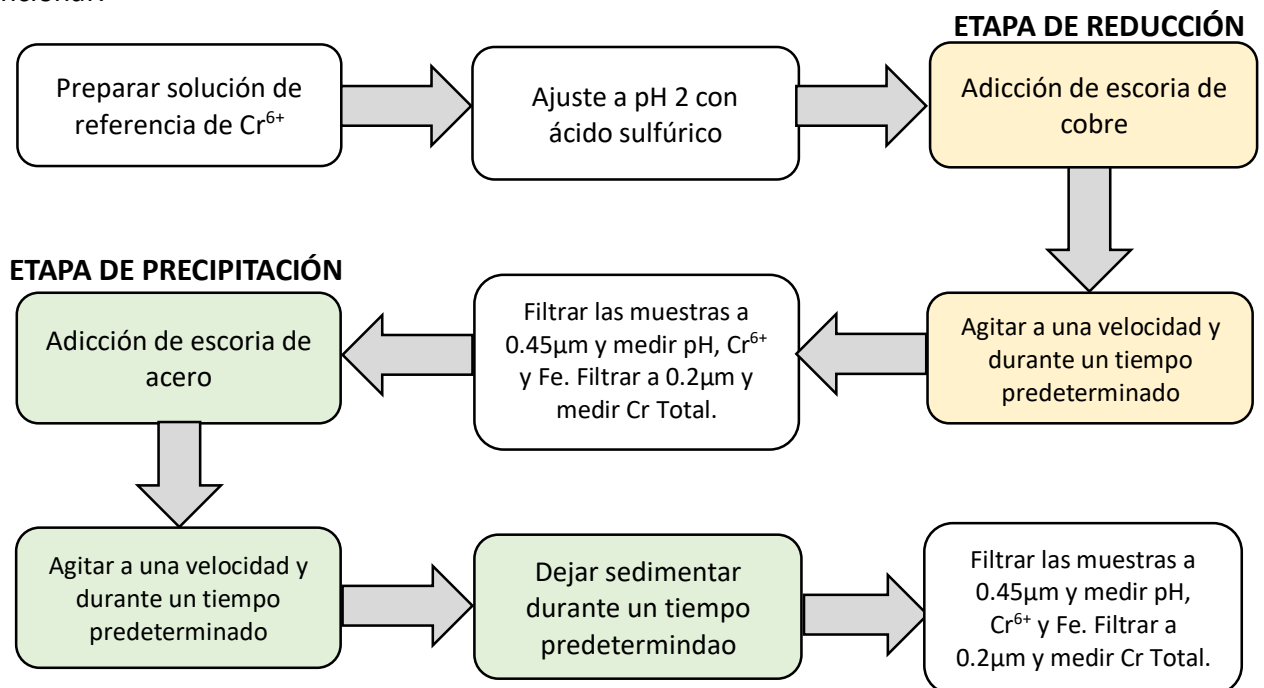 ETAPA DE REDUCCIÓN
Preparar solución de
referencia de Cr6+
Ajuste a pH 2 con
ácido sulfúrico
Adicción de escoria de
cobre
Agitar a una velocidad y
durante un tiempo
predeterminado
Filtrar las muestras a
0.45µm y medir pH, Cr6+
y Fe. Filtrar a 0.2µm y
medir Cr Total.
ETAPA DE PRECIPITACIÓN
Adicción de escoria de
acero
Agitar a una velocidad y
durante un tiempo
predeterminado
Dejar sedimentar
durante un tiempo
predetermindao
Filtrar las muestras a
0.45µm y medir pH,
Cr6+ y Fe. Filtrar a
0.2µm y medir Cr Total.